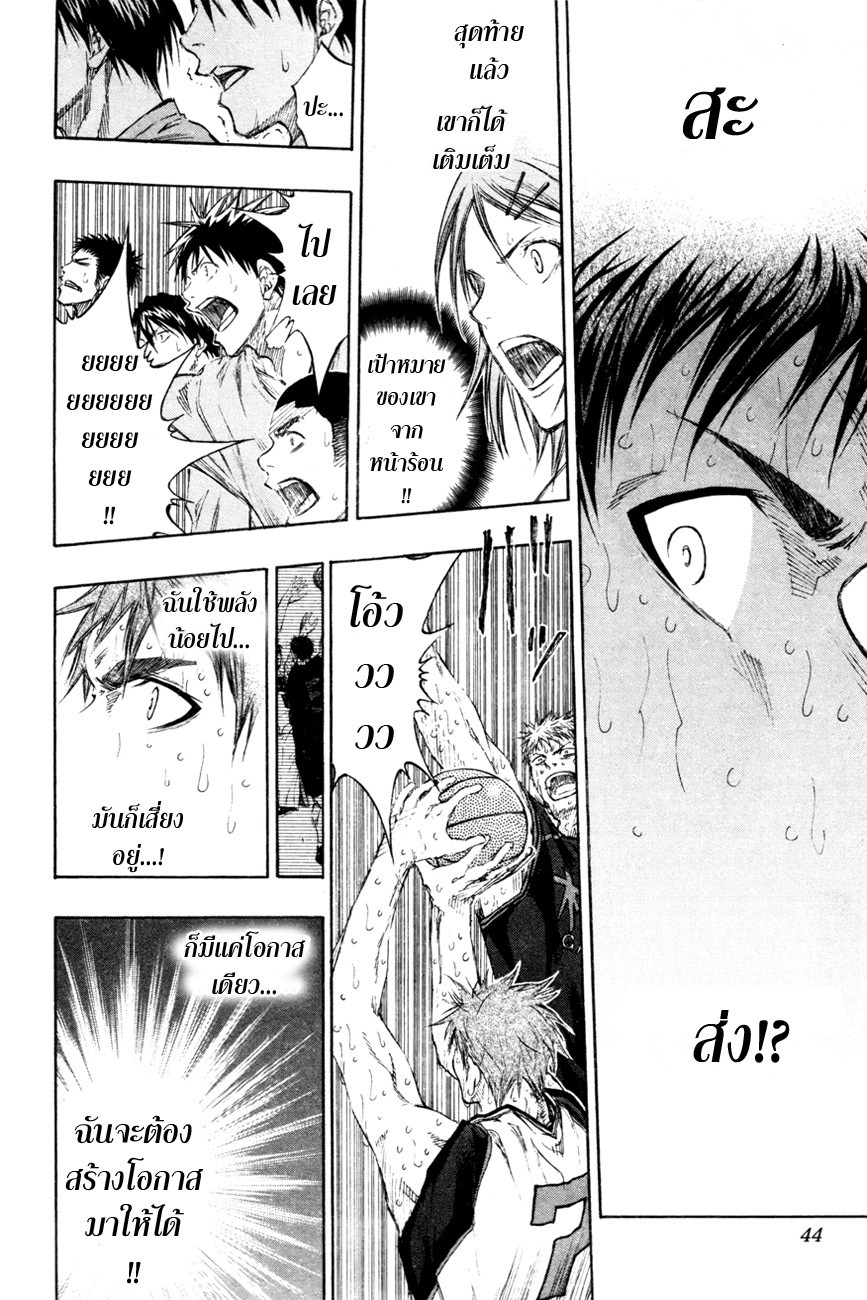 สะ
ส่ง!?
สุดท้าย
แล้ว
เขาก็ได้
เติมเต็ม
เป้าหมาย
ของเขา
จาก
หน้าร้อน
!!
ปะ...
ไป
เลย
ยยยย
ยยยยยย
ยยยย
ยยย
!!
โอ้ว
วว
วว
ฉันใช้พลัง
น้อยไป...
มันก็เสี่ยง
อยู่...!
ก็มีแค่โอกาส
เดียว...
ฉันจะต้อง
สร้างโอกาส
มาให้ได้
!!
44